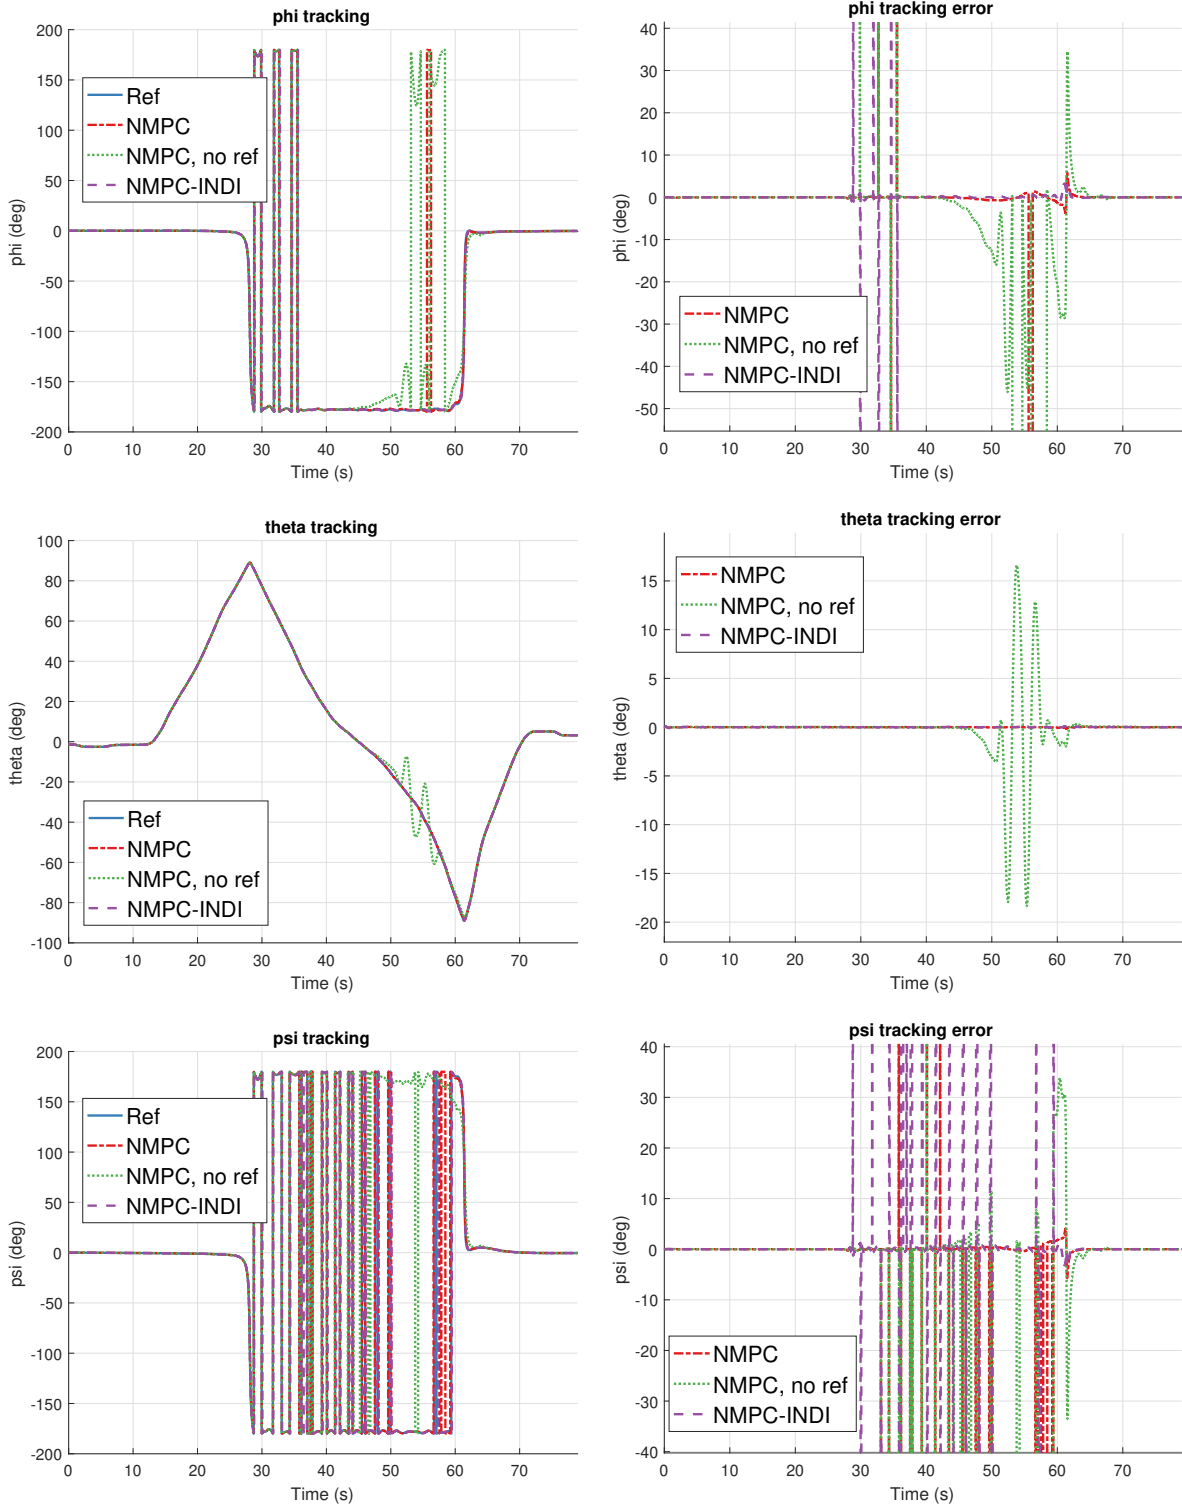 phi tracking
200
150
100
50
0
-50
-100
-150
-200
phi (deg)
Ref
NMPC
NMPC, no ref
NMPC-INDI
0 10 20 30 40 50 60 70
Time (s)
phi tracking error
40
30
20
10
0
-10
-20
-30
-40
-50
phi (deg)
NMPC
NMPC, no ref
NMPC-INDI
0 10 20 30 40 50 60 70
Time (s)
theta tracking
100
80
60
40
20
0
-20
-40
-60
-80
-100
theta (deg)
Ref
NMPC
NMPC, no ref
NMPC-INDI
0 10 20 30 40 50 60 70
Time (s)
theta tracking error
15
10
5
0
-5
-10
-15
-20
theta (deg)
NMPC
NMPC, no ref
NMPC-INDI
0 10 20 30 40 50 60 70
Time (s)
psi tracking
200
150
100
50
0
-50
-100
-150
-200
psi (deg)
Ref
NMPC
NMPC, no ref
NMPC-INDI
0 10 20 30 40 50 60 70
Time (s)
psi tracking error
40
30
20
10
0
-10
-20
-30
-40
psi (deg)
NMPC
NMPC, no ref
NMPC-INDI
0 10 20 30 40 50 60 70
Time (s)